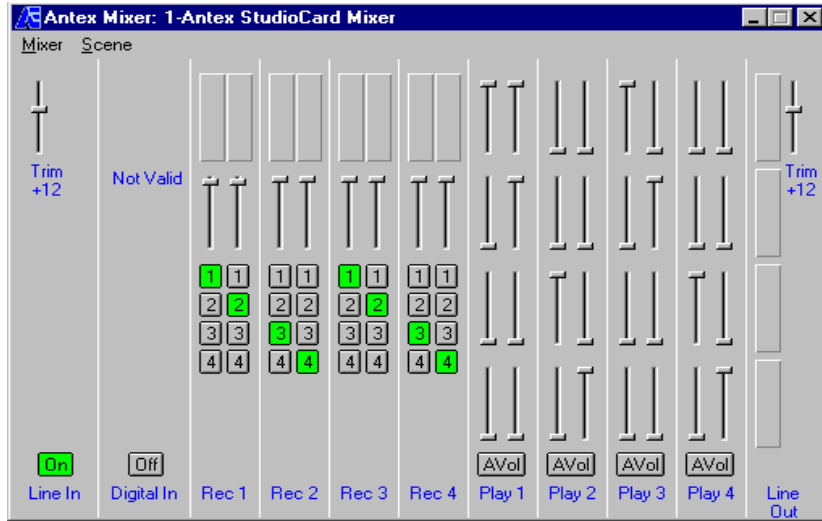 Antex Mixer: 1-Antex StudioCard Mixer
Mixer Scene
Trim
+12
Not Valid
Trim
+12
1 1 1 1 1 1 1 1
2 2 2 2 2 2 2 2
3 3 3 3 3 3 3 3
4 4 4 4 4 4 4 4
On Off AVol AVol AVol AVol
Line In Digital In Rec 1 Rec 2 Rec 3 Rec 4 Play 1 Play 2 Play 3 Play 4 Line
Out